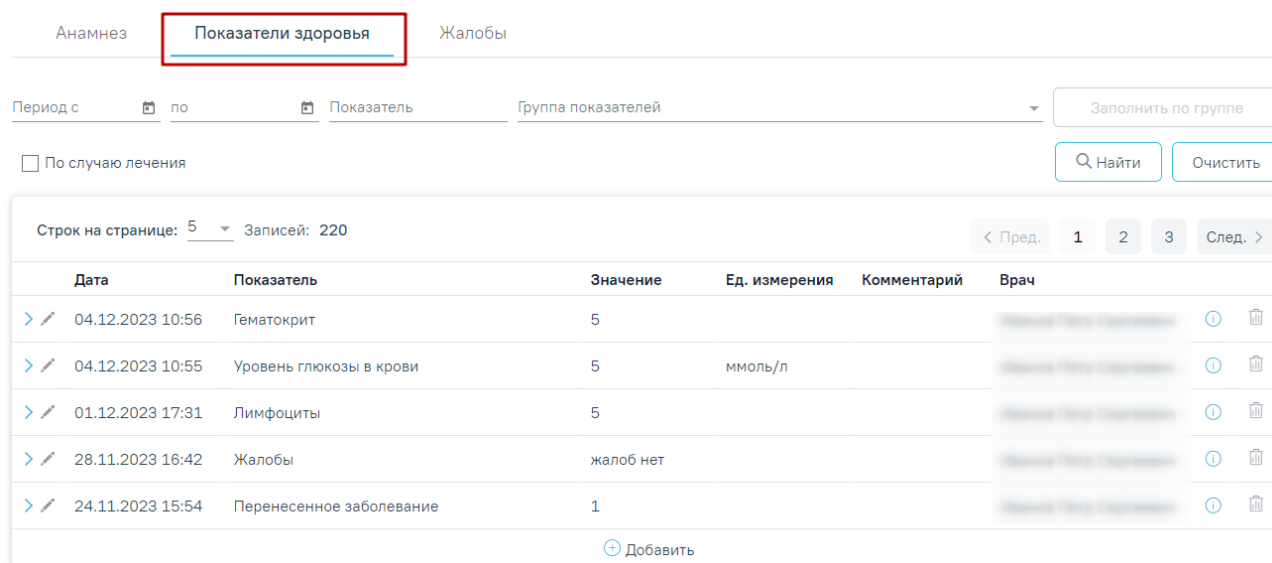 Анамнез Показатели здоровья Жалобы
Период с по Показатель Группа показателей Заполнить по группе
По случаю лечения Найти Очистить
Строк на странице: 5 Записей: 220 < Пред. 1 2 3 След. >
Дата Показатель Значение Ед. измерения Комментарий Врач
04.12.2023 10:56 Гематокрит 5
04.12.2023 10:55 Уровень глюкозы в крови 5 ммоль/л
01.12.2023 17:31 Лимфоциты 5
28.11.2023 16:42 Жалобы жалоб нет
24.11.2023 15:54 Перенесенное заболевание 1
Добавить